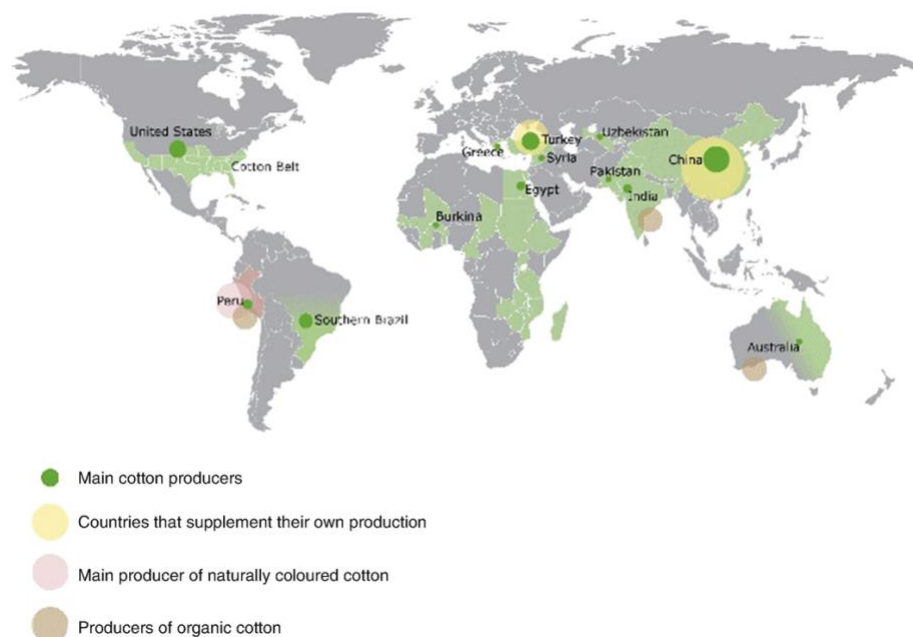 United States
Cotton Belt
Greece
Turkey
Syria
Uzbekistan
Egypt
Pakistan
India
China
Burkina
Peru
Southern Brazil
Australia
Main cotton producers
Countries that supplement their own production
Main producer of naturally coloured cotton
Producers of organic cotton